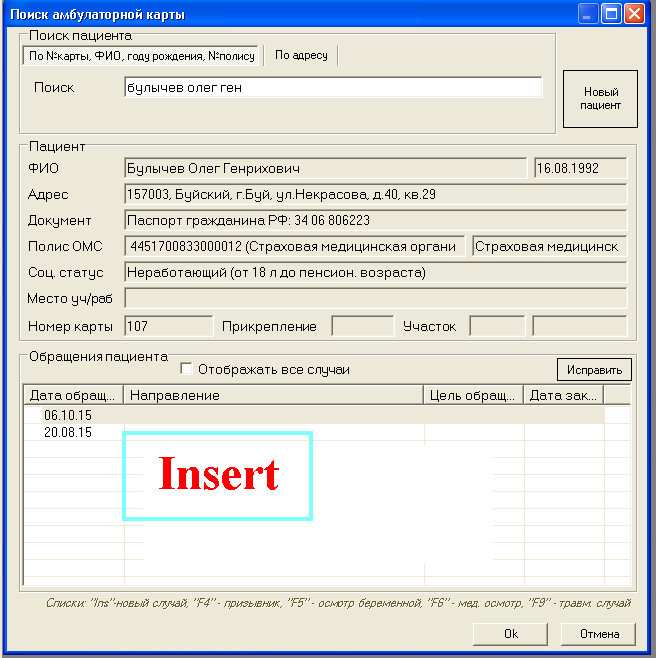 Поиск амбулаторной карты
Поиск пациента
По №карты, ФИО, году рождения, №полису По адресу
Поиск булычев олег ген
Новый
пациент
Пациент
ФИО Булычев Олег Генрихович 16.08.1992
Адрес 157003, Буйский, г.Буй, ул.Некрасова, д.40, кв.29
Документ Паспорт гражданина РФ: 34 06 806223
Полис ОМС 4451700833000012 (Страховая медицинская органи Страховая медицинск
Соц. статус Неработающий (от 18 л до пенсион. возраста)
Место уч/раб
Номер карты 107 Прикрепление Участок
Обращения пациента
Отображать все случаи Исправить
Дата обращ... Направление Цель обращ... Дата зак...
06.10.15
20.08.15
Insert
Списки: "Ins"-новый случай, "F4" - призывник, "F5" - осмотр беременной, "F6" - мед. осмотр, "F9" - травм. случай
Ok Отмена